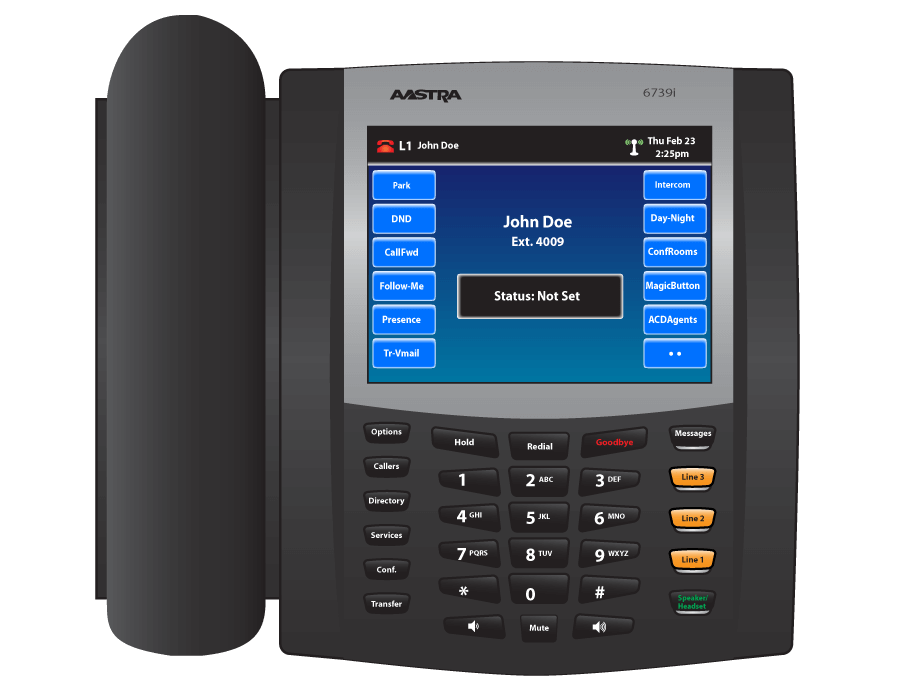 AASTRA
6739i
L1 John Doe
Thu Feb 23
2:25pm
Park
DND
CallFwd
Follow-Me
Presence
Tr-Vmail
John Doe
Ext. 4009
Status: Not Set
Intercom
Day-Night
ConfRooms
MagicButton
ACDAgents
Options
Callers
Directory
Services
Conf.
Transfer
Hold
Redial
Goodbye
1
2 ABC
3 DEF
4 GHI
5 JKL
6 MNO
7 PQRS
8 TUV
9 WXYZ
*
0
#
Mute
Messages
Line 3
Line 2
Line 1
Speaker/
Headset